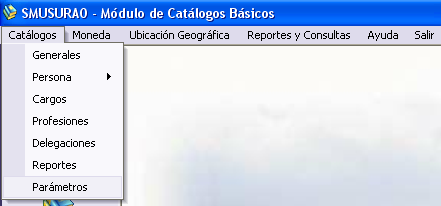 SMUSURA0 - Módulo de Catálogos Básicos
Catálogos Moneda Ubicación Geográfica Reportes y Consultas Ayuda Salir
Generales
Persona
Cargos
Profesiones
Delegaciones
Reportes
Parámetros